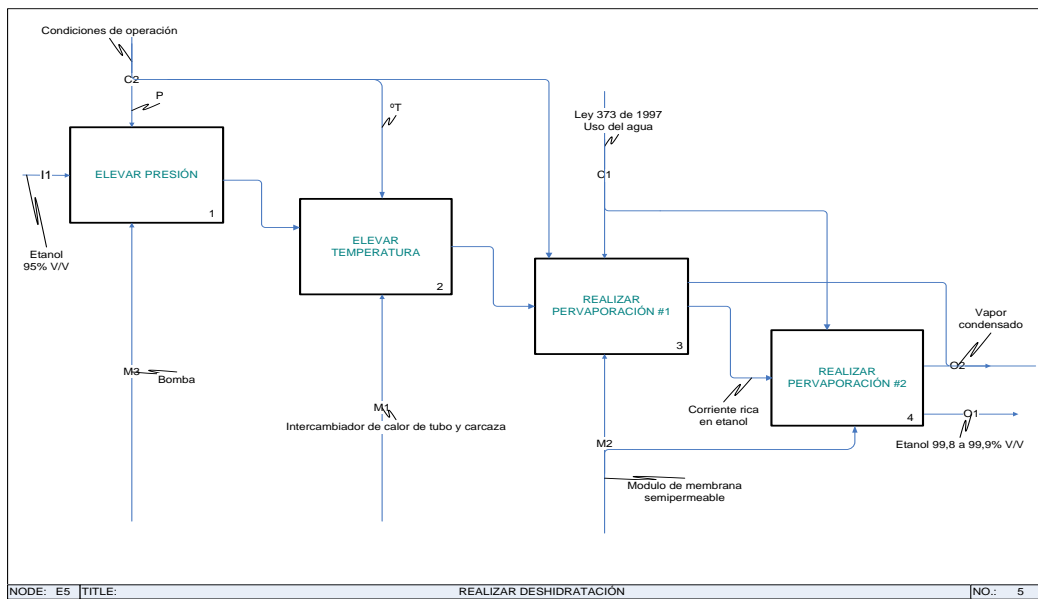 Condiciones de operación
C2
P
ºT
Ley 373 de 1997
Uso del agua
C1
I1
ELEVAR PRESIÓN
1
Etanol
95% V/V
ELEVAR
TEMPERATURA
2
REALIZAR
PERVAPORACIÓN #1
3
Vapor
condensado
O2
REALIZAR
PERVAPORACIÓN #2
4
M3
Bomba
M1
Intercambiador de calor de tubo y carcaza
Corriente rica
en etanol
O1
Etanol 99,8 a 99,9% V/V
M2
Modulo de membrana
semipermeable
NODE: E5 TITLE: REALIZAR DESHIDRATACIÓN NO.: 5